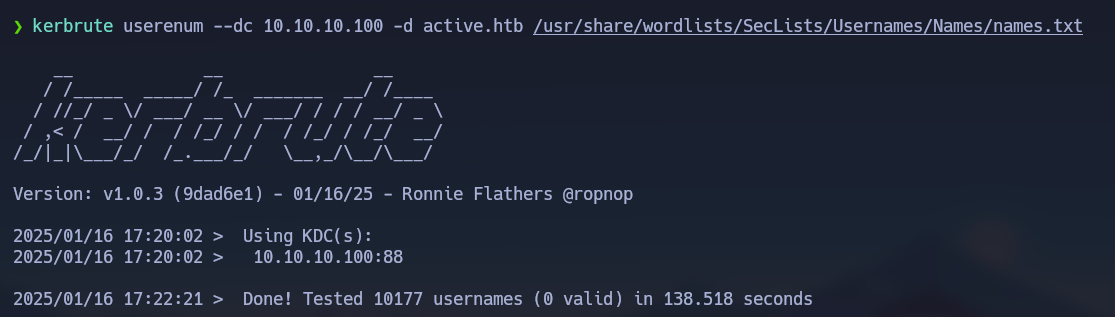 ❯ kerbrute userenum --dc 10.10.10.100 -d active.htb /usr/share/wordlists/SecLists/Usernames/Names/names.txt
    __             __               __
   / /_____  _____/ /_  _______  __/ /____
  / //_/ _ \/ ___/ __ \/ ___/ / / / __/ _ \
 / ,< /  __/ /  / /_/ / /  / /_/ / /_/  __/
/_/|_|\___/_/  /_.___/_/   \__,_/\__/\___/
Version: v1.0.3 (9dad6e1) - 01/16/25 - Ronnie Flathers @ropnop
2025/01/16 17:20:02 >  Using KDC(s):
2025/01/16 17:20:02 >   10.10.10.100:88
2025/01/16 17:22:21 >  Done! Tested 10177 usernames (0 valid) in 138.518 seconds